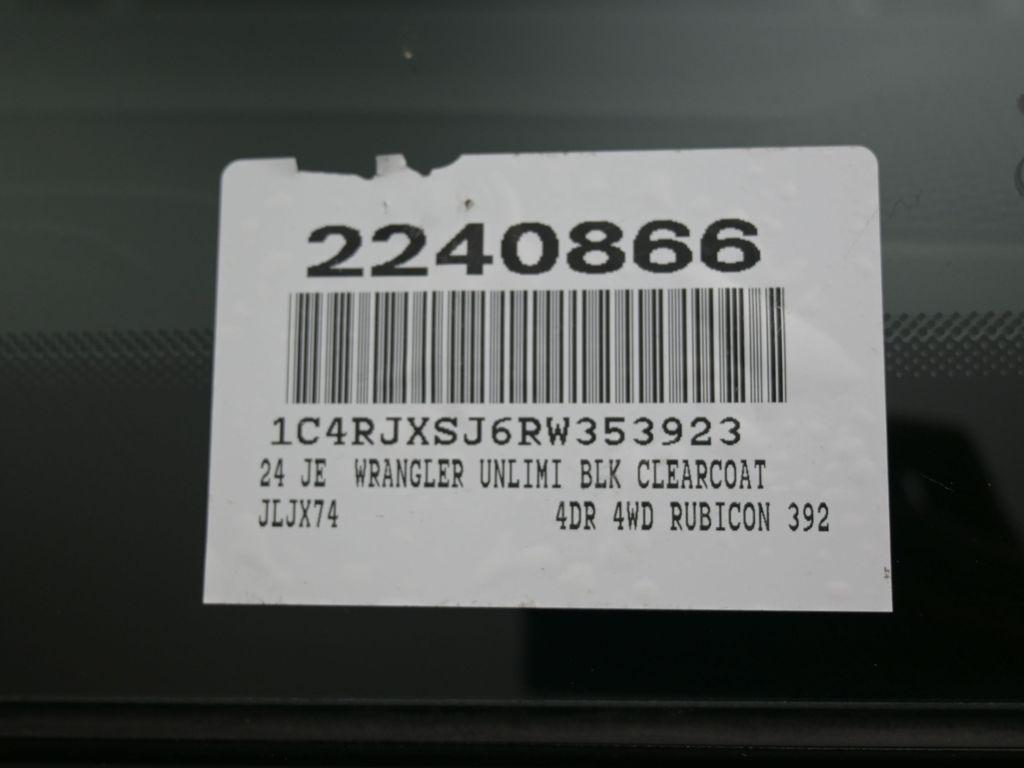 2240866
1C4RJXSJ6RW353923
24 JE WRANGLER UNLIMI BLK CLEARCOAT
JLJX74 4DR 4WD RUBICON 392